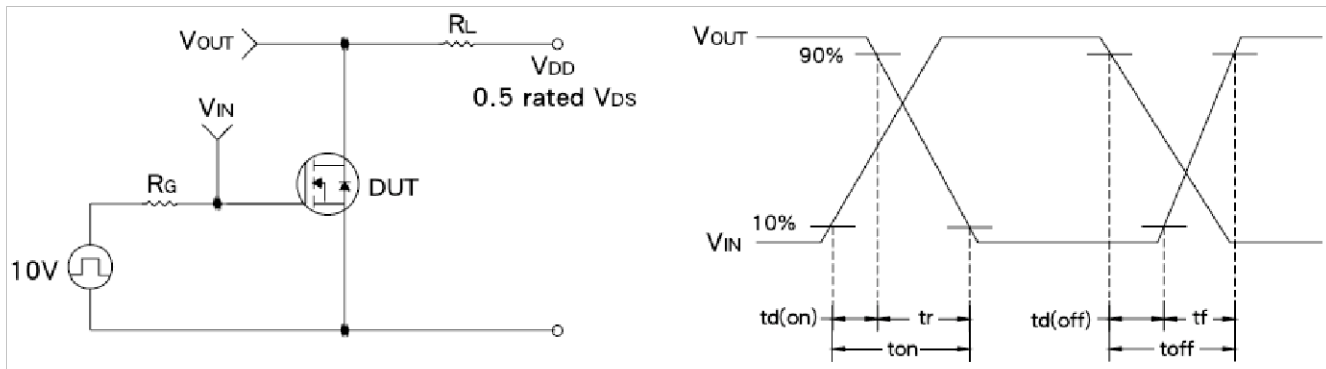 VOUT
RL
VDD
0.5 rated VDS
VIN
RG
DUT
10V
VOUT
90%
10%
VIN
td(on)
tr
td(off)
tf
ton
toff